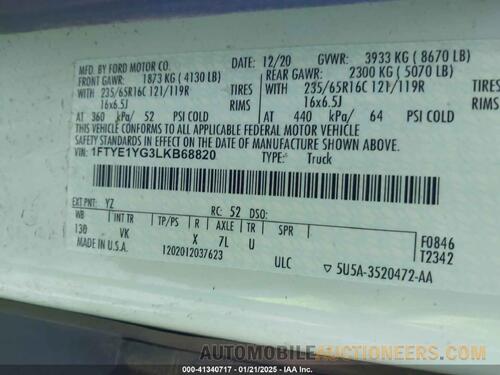 MFD. BY FORD MOTOR CO.
DATE: 12/20 GVWR: 3933 KG ( 8670 LB)
FRONT GAWR: 1873 KG ( 4130 LB) REAR GAWR: 2300 KG ( 5070 LB)
WITH 235/65R16C 121/119R TIRES WITH 235/65R16C 121/119R TIRES
16x6.5J RIMS 16x6.5J RIMS
AT 360 kPa/ 52 PSI COLD AT 440 kPa/ 64 PSI COLD
THIS VEHICLE CONFORMS TO ALL APPLICABLE FEDERAL MOTOR VEHICLE
SAFETY STANDARDS IN EFFECT ON THE DATE OF MANUFACTURE SHOWN ABOVE.
VIN: 1FTYE1YG3LKB68820 TYPE: Truck
EXT PNT: YZ RC: 52 DSO:
WB INT TR TP/PS R AXLE TR SPR
130 VK X 7L U F0846
MADE IN U.S.A. T2342
1202012037623 ULC 5U5A-3520472-AA
AutoBidMaster
000-41340717 | 01/21/2025 - IAA Inc.